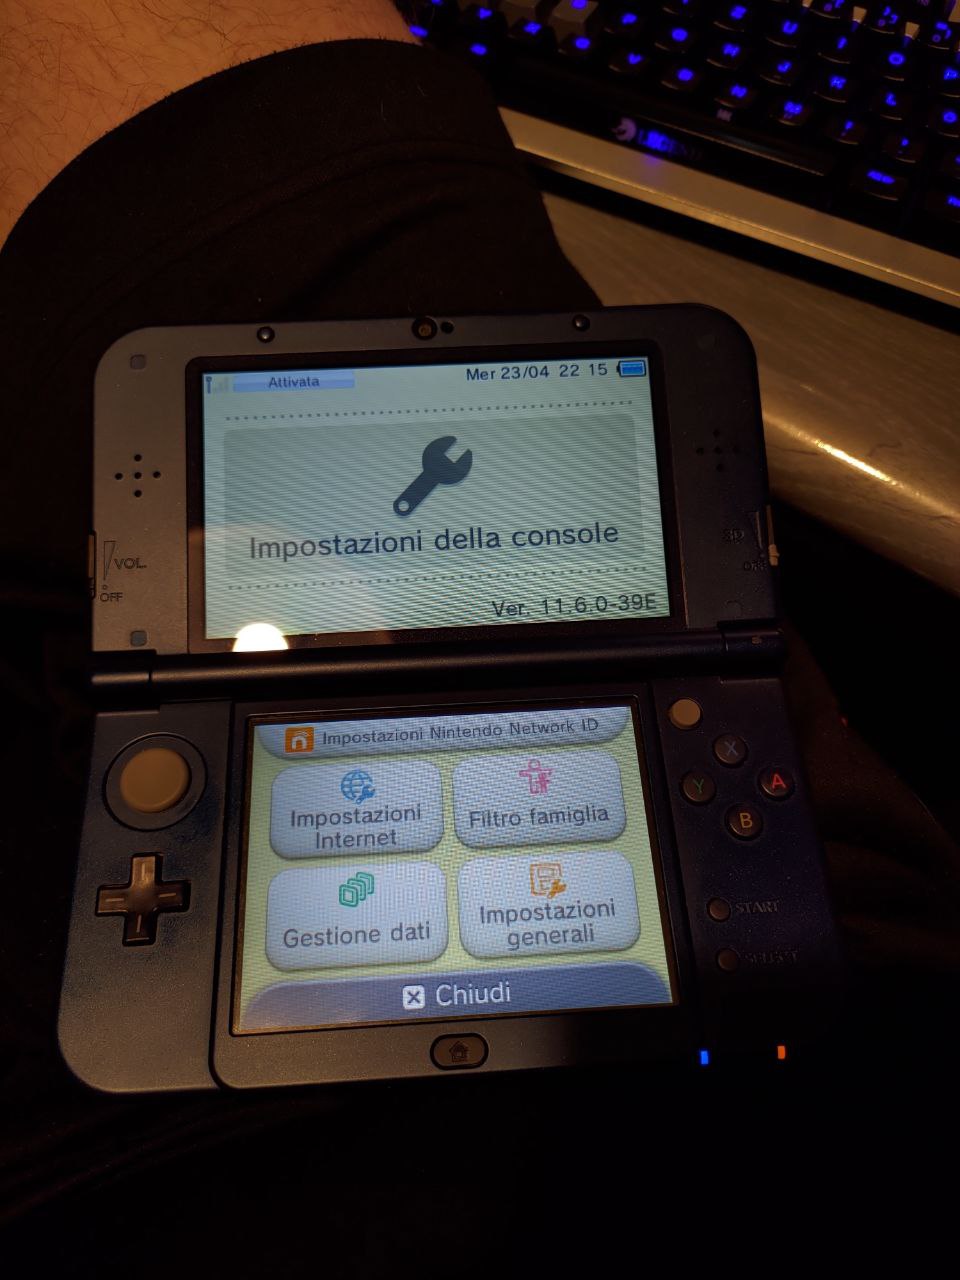 Attivata
Mer 23/04 22 15
Impostazioni della console
Ver. 11.6.0-39E
VOL.
OFF
3D
OFF
Impostazioni Nintendo Network ID
Impostazioni
Internet
Filtro famiglia
Gestione dati
Impostazioni
generali
Chiudi
X
Y
A
B
START
SELECT